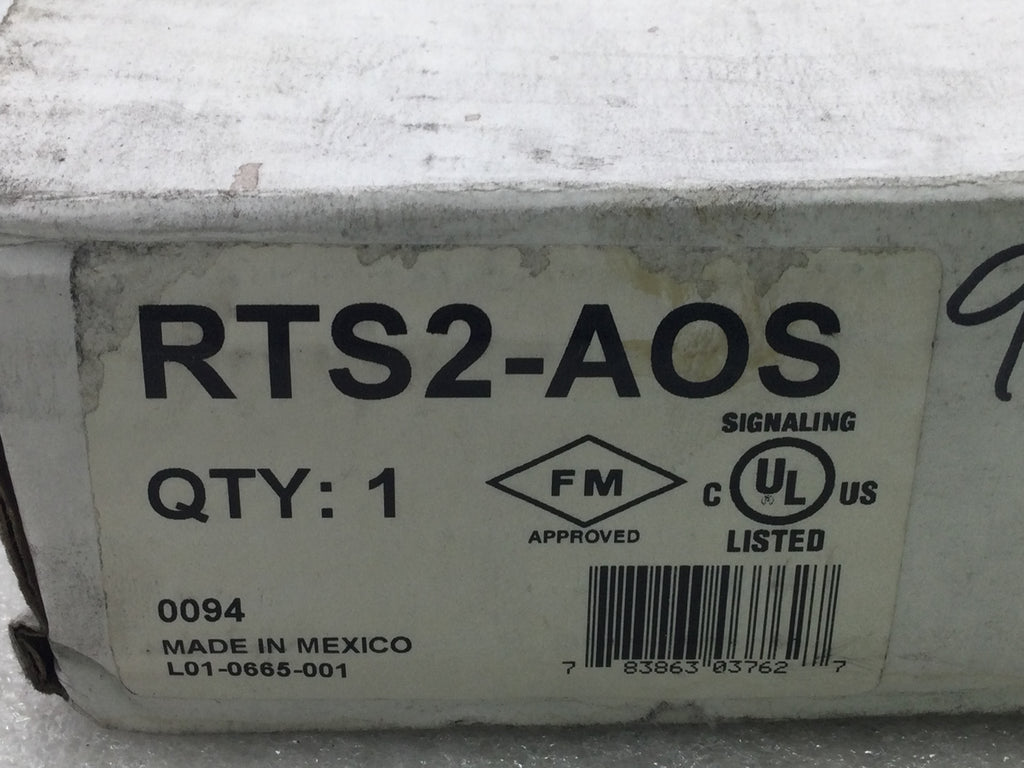 RTS2-AOS
SIGNALING
QTY: 1
FM
C UL US
APPROVED
LISTED
0094
MADE IN MEXICO
L01-0665-001
7 83863 03762 7
9